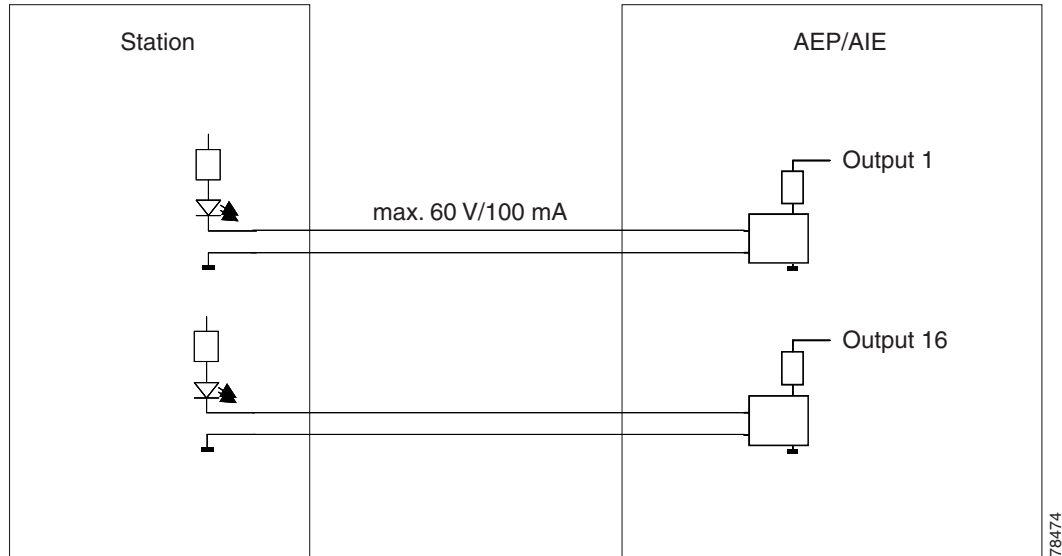 Station
AEP/AIE
Output 1
max. 60 V/100 mA
Output 16
78474